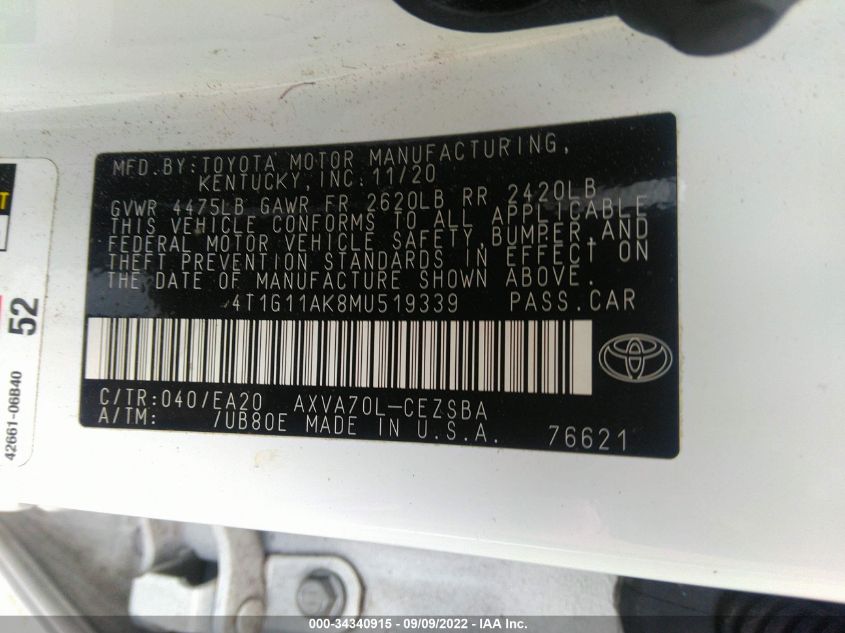 MFD.BY:TOYOTA MOTOR MANUFACTURING,
KENTUCKY,INC. 11/20
GVWR 4475LB GAWR FR 2620LB RR 2420LB
THIS VEHICLE CONFORMS TO ALL APPLICABLE
FEDERAL MOTOR VEHICLE SAFETY,BUMPER,AND
THEFT PREVENTION STANDARDS IN EFFECT ON
THE DATE OF MANUFACTURE SHOWN ABOVE.
4T1G11AK8MU519339 PASS.CAR
C/TR:040/EA20 AXVA70L-CEZSBA
A/TM: /UB80E MADE IN U.S.A. 76621
52
42661-06B40
000-34340915 - 09/09/2022 - IAA Inc.